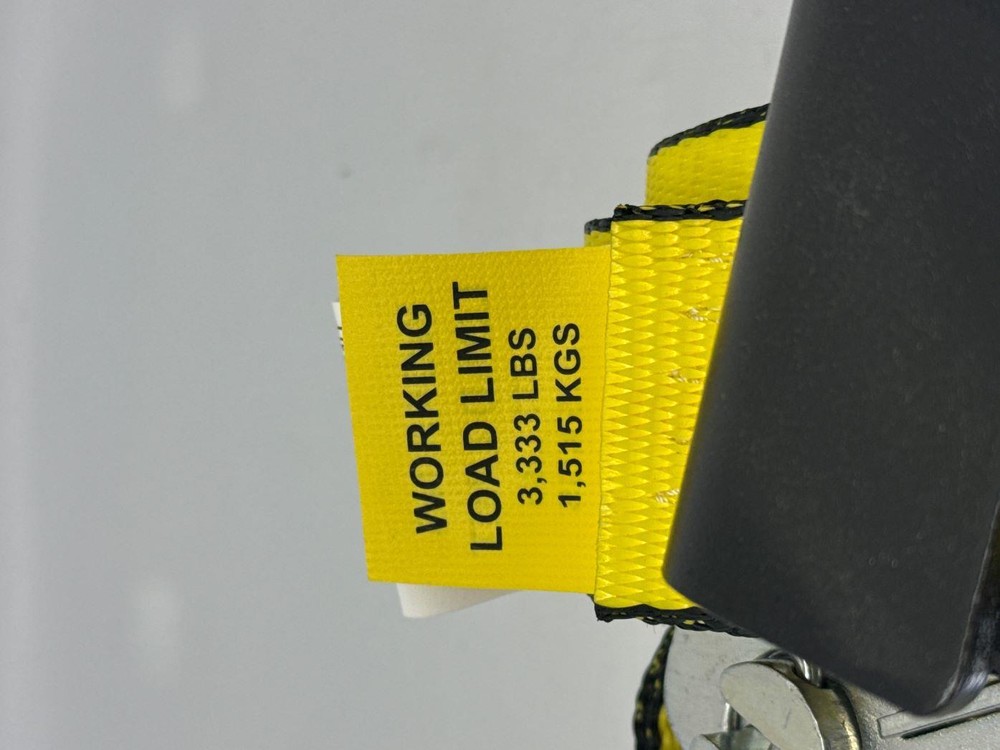 WORKING
LOAD LIMIT
3,333 LBS
1,515 KGS